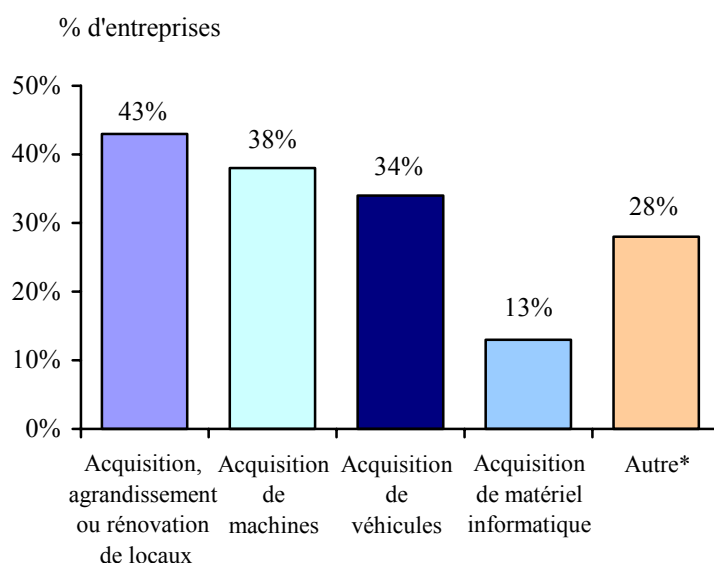 % d'entreprises
50%
40%
30%
20%
10%
0%
43%
38%
34%
13%
28%
Acquisition,
agrandissement
ou rénovation
de locaux
Acquisition
de
machines
Acquisition
de
véhicules
Acquisition
de matériel
informatique
Autre*